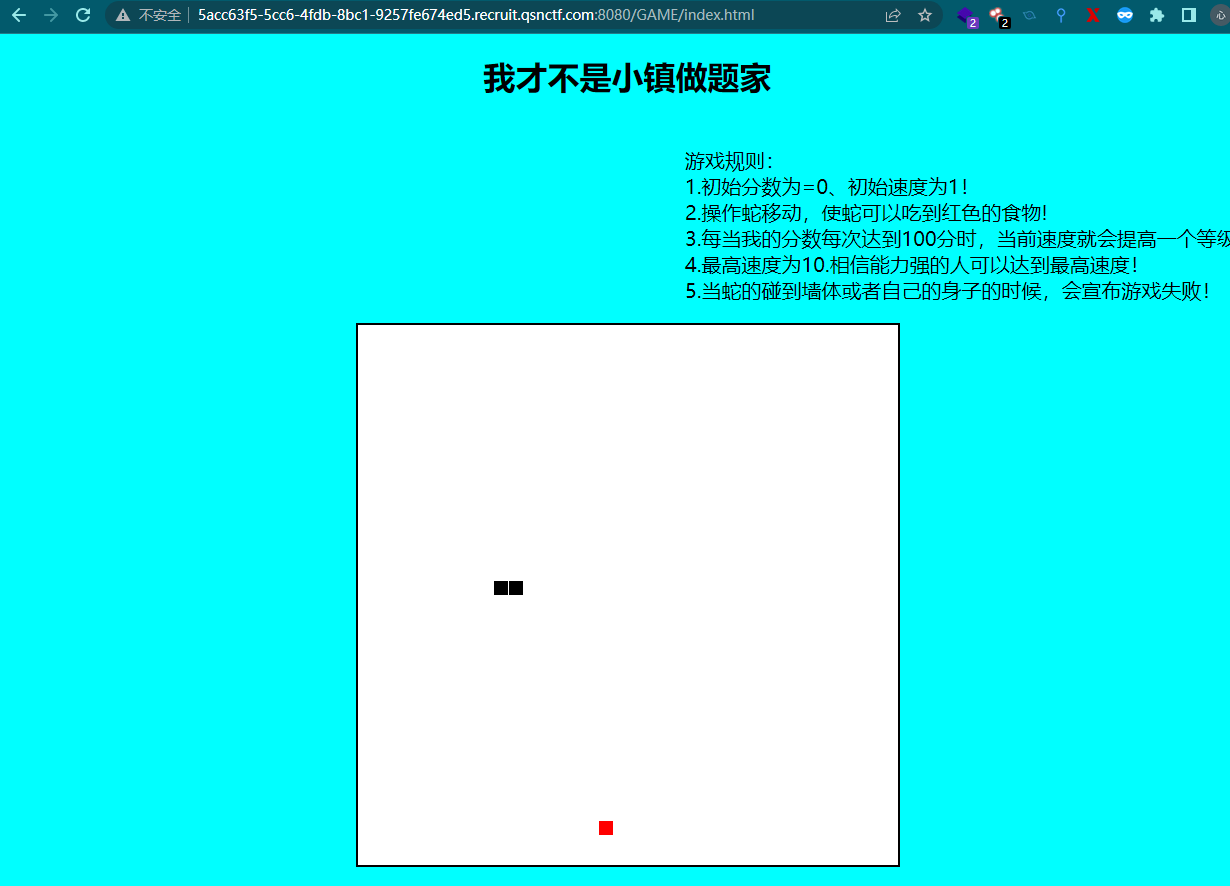 不安全 5acc63f5-5cc6-4fdb-8bc1-9257fe674ed5.recruit.qsnctf.com:8080/GAME/index.html 2 2 心
我才不是小镇做题家
游戏规则：
1.初始分数为=0、初始速度为1！
2.操作蛇移动，使蛇可以吃到红色的食物!
3.每当我的分数每次达到100分时，当前速度就会提高一个等级
4.最高速度为10.相信能力强的人可以达到最高速度！
5.当蛇的碰到墙体或者自己的身子的时候，会宣布游戏失败！